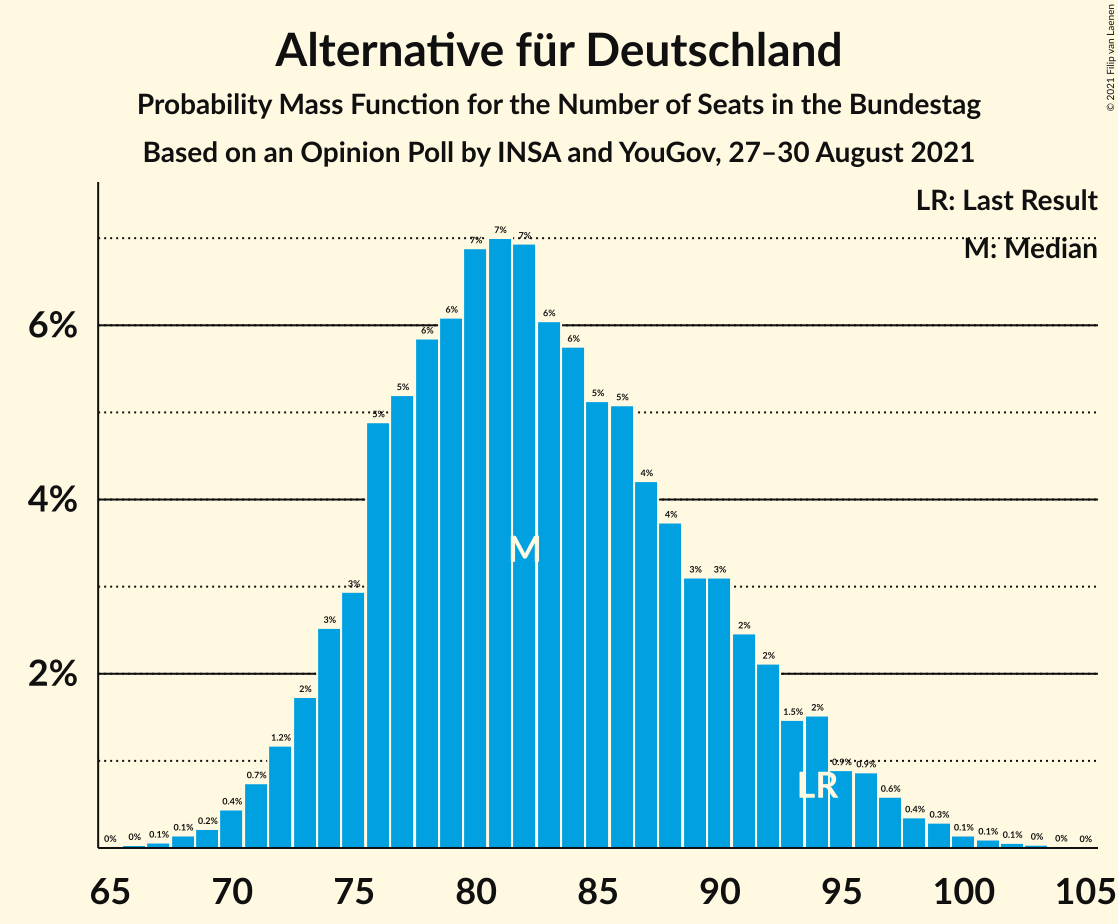 Alternative für Deutschland
Probability Mass Function for the Number of Seats in the Bundestag
Based on an Opinion Poll by INSA and YouGov, 27–30 August 2021
© 2021 Filip van Laenen
LR: Last Result
M: Median
6%
4%
2%
0% 0% 0.1% 0.1% 0.2% 0.4% 0.7% 1.2% 2% 3% 3% 5% 5% 6% 6% 7% 7% 7% 6% 6% 5% 5% 4% 4% 3% 3% 2% 2% 1.5% 2% 0.9% 0.9% 0.6% 0.4% 0.3% 0.1% 0.1% 0.1% 0% 0% 0%
M
LR
65 70 75 80 85 90 95 100 105